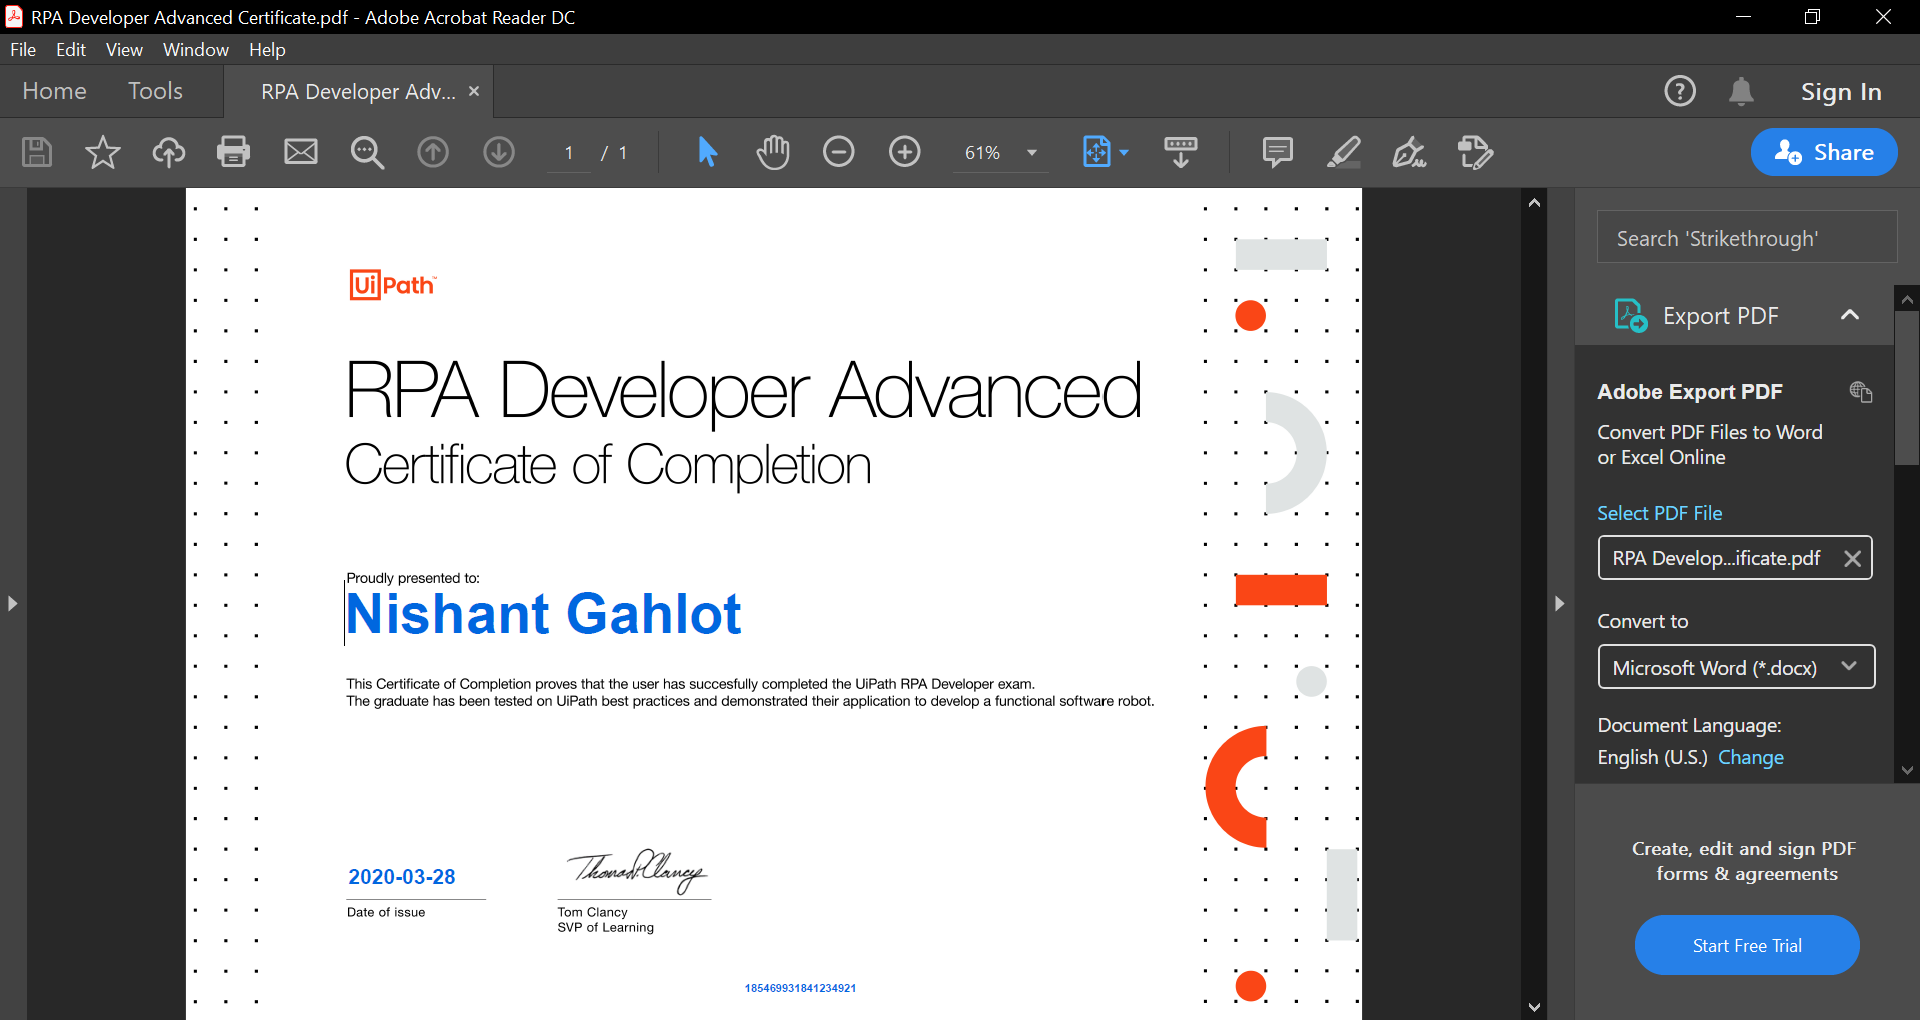 RPA Developer Advanced Certificate.pdf - Adobe Acrobat Reader DC
File Edit View Window Help
Home Tools RPA Developer Adv... × ? Sign In
1 / 1 61% Share
UiPath™
RPA Developer Advanced
Certificate of Completion
Proudly presented to:
Nishant Gahlot
This Certificate of Completion proves that the user has succesfully completed the UiPath RPA Developer exam.
The graduate has been tested on UiPath best practices and demonstrated their application to develop a functional software robot.
2020-03-28
Date of issue
Thomas P. Clancy
Tom Clancy
SVP of Learning
185469931841234921
Search 'Strikethrough'
Export PDF
Adobe Export PDF
Convert PDF Files to Word
or Excel Online
Select PDF File
RPA Develop...ificate.pdf
Convert to
Microsoft Word (*.docx)
Document Language:
English (U.S.) Change
Create, edit and sign PDF
forms & agreements
Start Free Trial